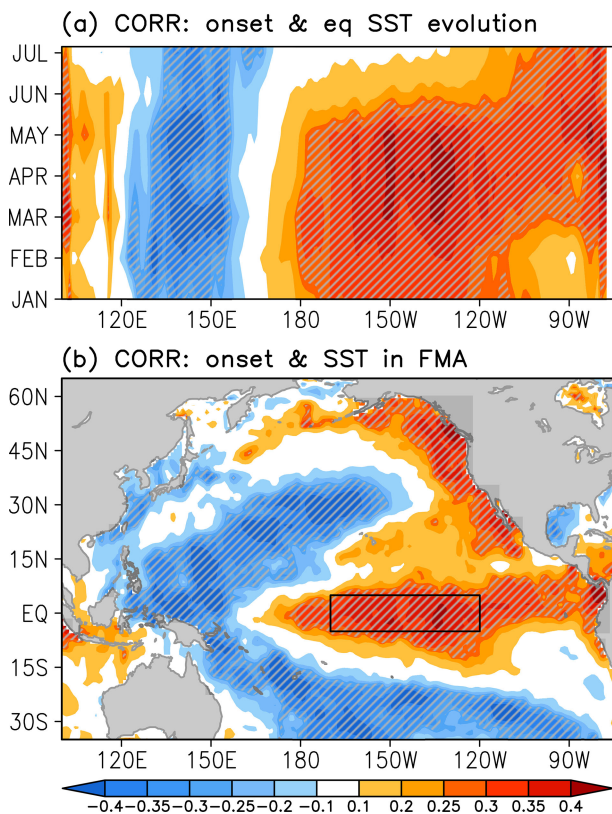 (a) CORR: onset & eq SST evolution
JUL
JUN
MAY
APR
MAR
FEB
JAN
120E 150E 180 150W 120W 90W
(b) CORR: onset & SST in FMA
60N
45N
30N
15N
EQ
15S
30S
120E 150E 180 150W 120W 90W
-0.4 -0.35 -0.3 -0.25 -0.2 -0.1 0.1 0.2 0.3 0.35 0.4